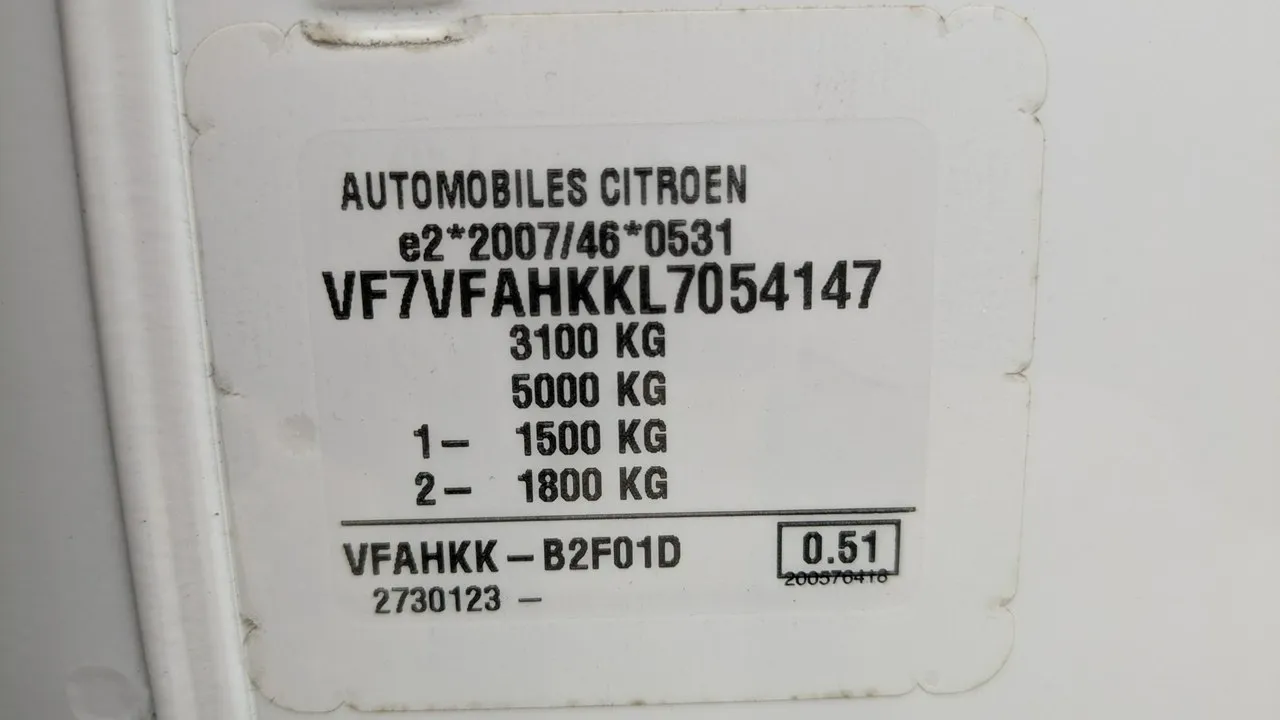 AUTOMOBILES CITROEN
e2*2007/46*0531
VF7VFAHKKL7054147
3100 KG
5000 KG
1- 1500 KG
2- 1800 KG
VFAHKK-B2F01D 0.51
200576418
2730123 -